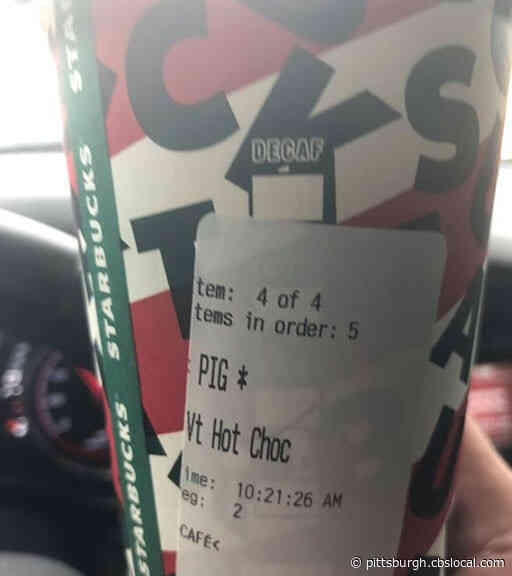 STARBUCKS
STARBUCKS
DECAF
tem: 4 of 4
tems in order: 5
* PIG *
Vt Hot Choc
ime: 10:21:26 AM
eg: 2
CAFE<
© pittsburgh.cbslocal.com